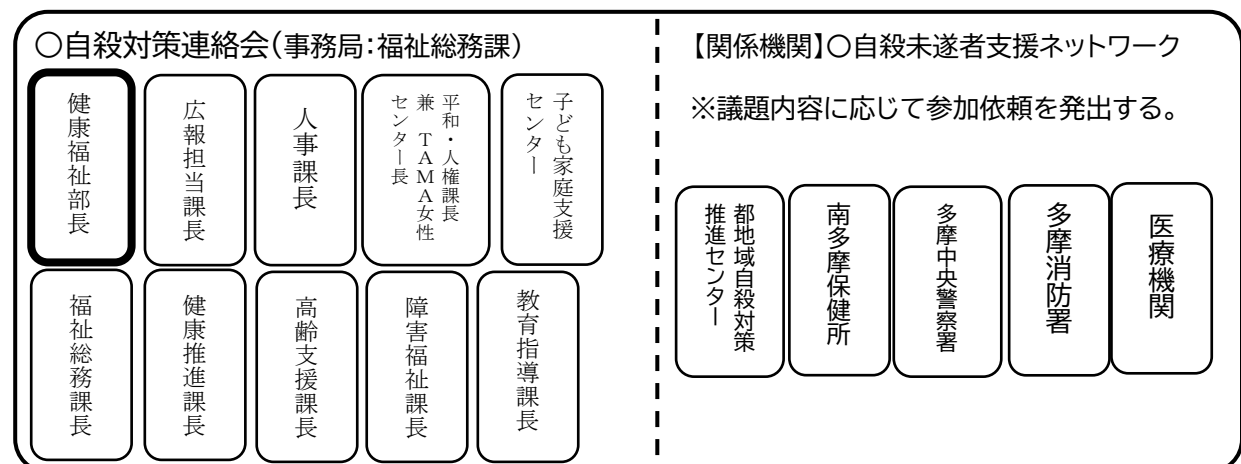 ○自殺対策連絡会(事務局:福祉総務課)
健康福祉部長
広報担当課長
人事課長
平和・人権課長
兼 TAMA女性
センター長
子ども家庭支援
センター
福祉総務課長
健康推進課長
高齢支援課長
障害福祉課長
教育指導課長
【関係機関】○自殺未遂者支援ネットワーク
※議題内容に応じて参加依頼を発出する。
都地域自殺対策
推進センター
南多摩保健所
多摩中央警察署
多摩消防署
医療機関